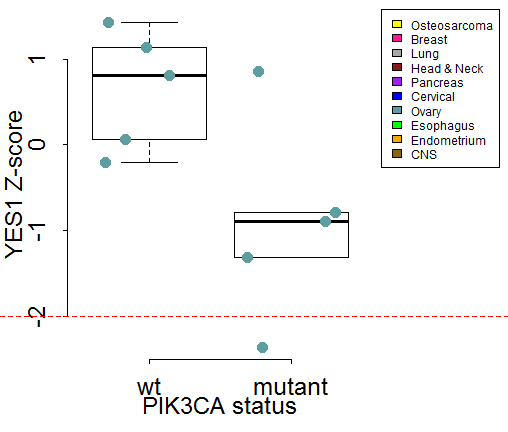 Osteosarcoma
Breast
Lung
Head & Neck
Pancreas
Cervical
Ovary
Esophagus
Endometrium
CNS
YES1 Z-score
1
0
-1
-2
wt mutant
PIK3CA status